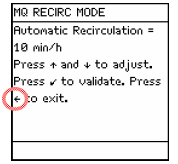 MQ RECIRC MODE
Automatic Recirculation =
10 min/h
Press ↑ and ↓ to adjust.
Press ✓ to validate. Press
← to exit.